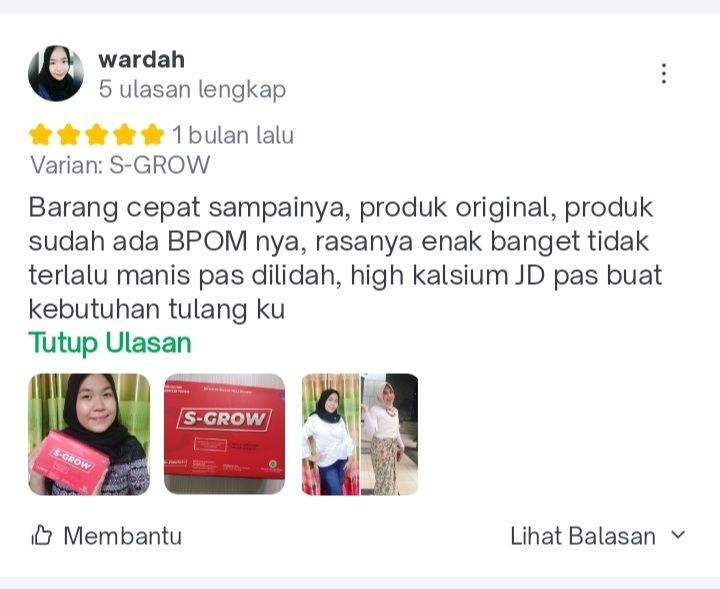 wardah
5 ulasan lengkap
1 bulan lalu
Varian: S-GROW
Barang cepat sampainya, produk original, produk
sudah ada BPOM nya, rasanya enak banget tidak
terlalu manis pas dilidah, high kalsium JD pas buat
kebutuhan tulang ku
Tutup Ulasan
S-GROW
S-GROW
Membantu
Lihat Balasan